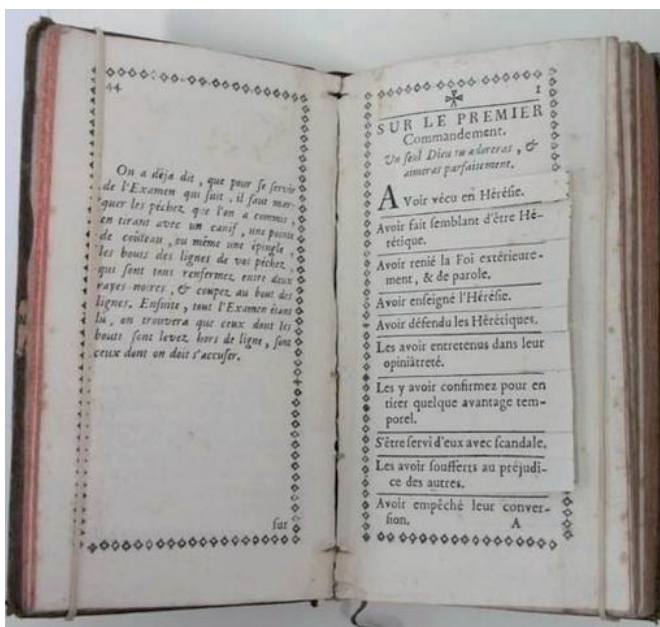 44
On a dèja dit, que pour se servir
de l'Examen qui suit, il faut mar-
quer les péchez que l'on a commis,
en tirant avec un canif, une pointe
de coûteau, ou même une épingle,
les bouts des lignes de vos péchez,
qui sont tous renfermez entre deux
rayes noires, & coupez au bout des
lignes. Ensuite, tout l'Examen étant
lû, on trouvera que ceux dont les
bouts sont levez hors de ligne, sont
ceux dont on doit s'accuser.
sur
1
SUR LE PREMIER
Commandement.
Un seul Dieu tu adoreras, &
aimeras parfaitement.
AVoir vécu en Hérésie.
Avoir fait semblant d'être Hé-
rétique.
Avoir renié la Foi extérieure-
ment, & de parole.
Avoir enseigné l'Hérésie.
Avoir défendu les Hérétiques.
Les avoir entretenus dans leur
opiniâtreté.
Les y avoir confirmez pour en
tirer quelque avantage tem-
porel.
S'être servi d'eux avec scandale.
Les avoir soufferts au préjudi-
ce des autres.
Avoir empêché leur conver-
sion. A